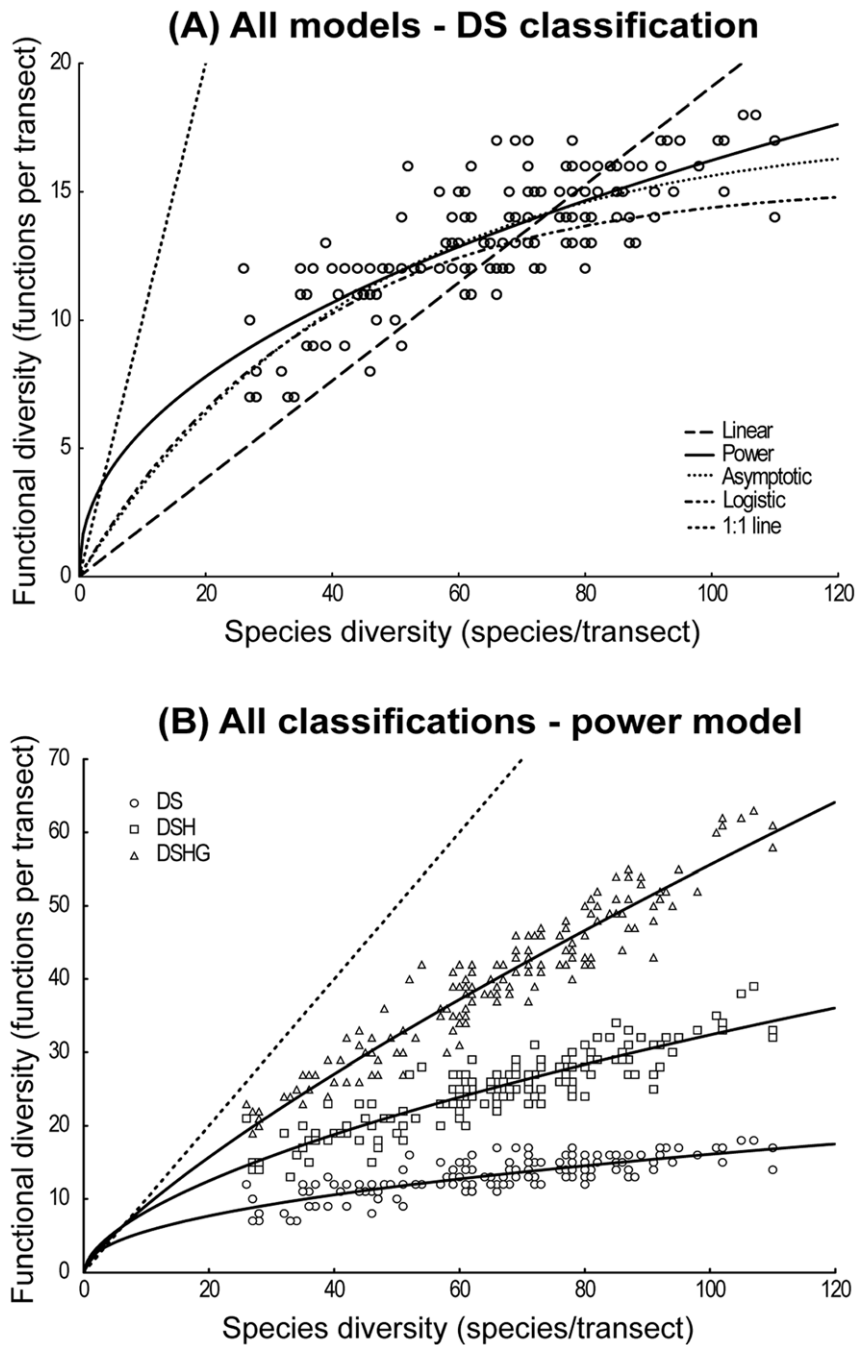 (A) All models - DS classification
Functional diversity (functions per transect)
20
15
10
5
0
Linear
Power
Asymptotic
Logistic
1:1 line
0 20 40 60 80 100 120
Species diversity (species/transect)
(B) All classifications - power model
Functional diversity (functions per transect)
70
60
50
40
30
20
10
0
DS
DSH
DSHG
0 20 40 60 80 100 120
Species diversity (species/transect)